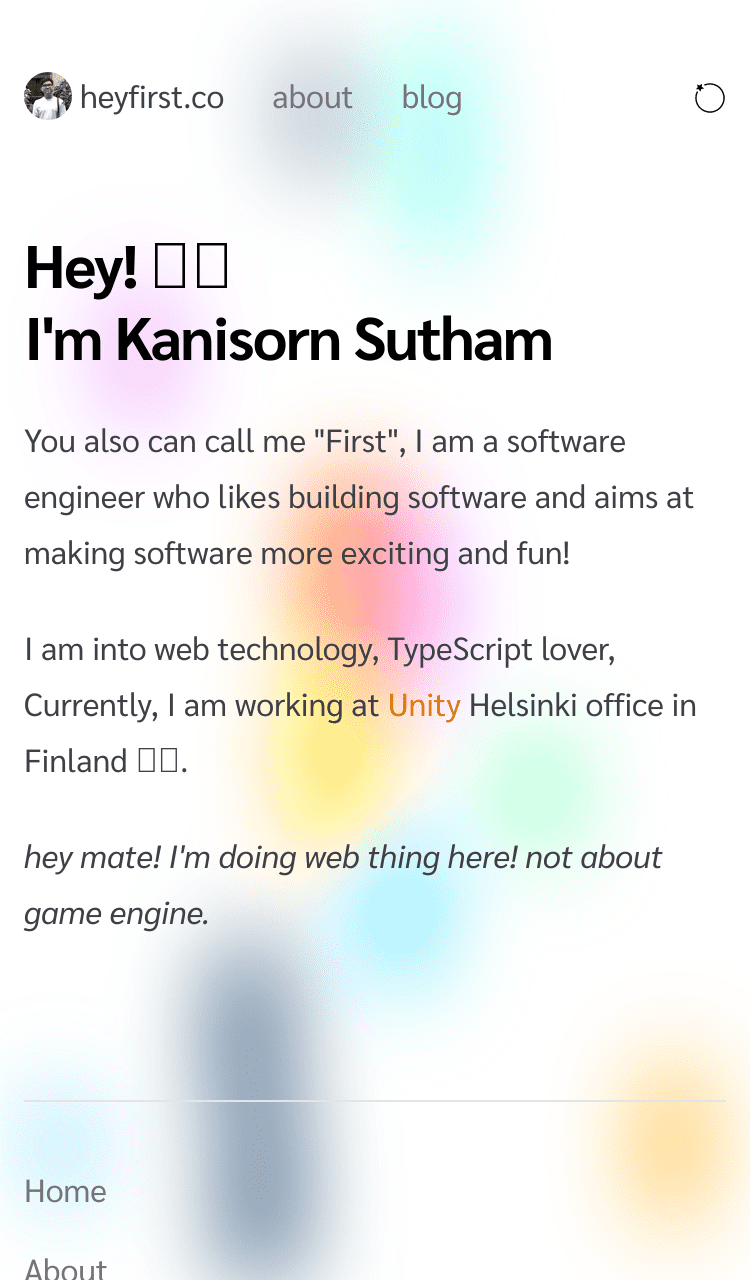 heyfirst.co about blog
Hey!
I'm Kanisorn Sutham
You also can call me "First", I am a software
engineer who likes building software and aims at
making software more exciting and fun!
I am into web technology, TypeScript lover,
Currently, I am working at Unity Helsinki office in
Finland .
hey mate! I'm doing web thing here! not about
game engine.
Home
About